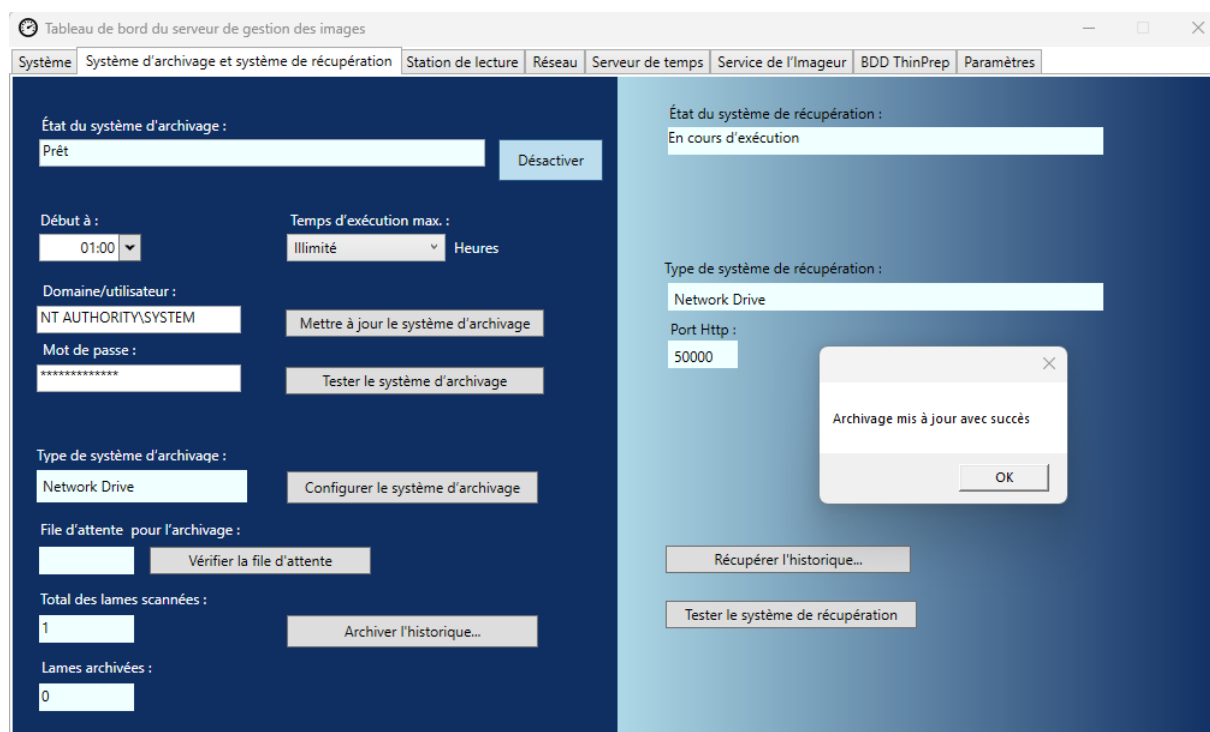 Tableau de bord du serveur de gestion des images
Système
Système d'archivage et système de récupération
Station de lecture
Réseau
Serveur de temps
Service de l'Imageur
BDD ThinPrep
Paramètres
État du système d'archivage :
Prêt
Désactiver
Début à :
Temps d'exécution max. :
01:00
Illimité
Heures
Domaine/utilisateur :
NT AUTHORITY\SYSTEM
Mettre à jour le système d'archivage
Mot de passe :
*************
Tester le système d'archivage
Type de système d'archivage :
Network Drive
Configurer le système d'archivage
File d'attente pour l'archivage :
Vérifier la file d'attente
Total des lames scannées :
1
Archiver l'historique...
Lames archivées :
0
État du système de récupération :
En cours d'exécution
Type de système de récupération :
Network Drive
Port Http :
50000
Archivage mis à jour avec succès
OK
Récupérer l'historique...
Tester le système de récupération